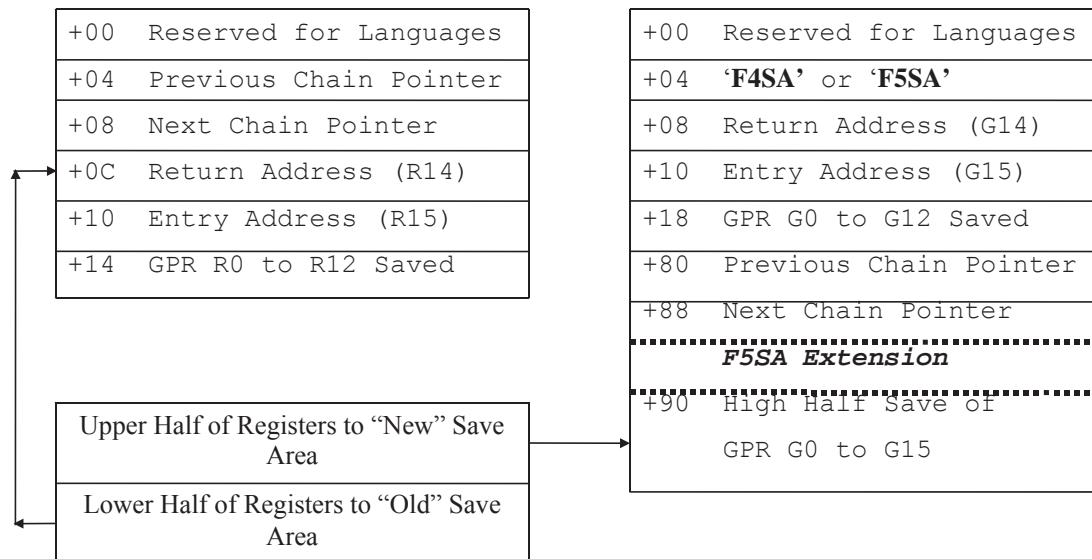 +00 Reserved for Languages
+04 Previous Chain Pointer
+08 Next Chain Pointer
+0C Return Address (R14)
+10 Entry Address (R15)
+14 GPR R0 to R12 Saved
Upper Half of Registers to “New” Save
Area
Lower Half of Registers to “Old” Save
Area
+00 Reserved for Languages
+04 ‘F4SA’ or ‘F5SA’
+08 Return Address (G14)
+10 Entry Address (G15)
+18 GPR G0 to G12 Saved
+80 Previous Chain Pointer
+88 Next Chain Pointer
F5SA Extension
+90 High Half Save of
GPR G0 to G15